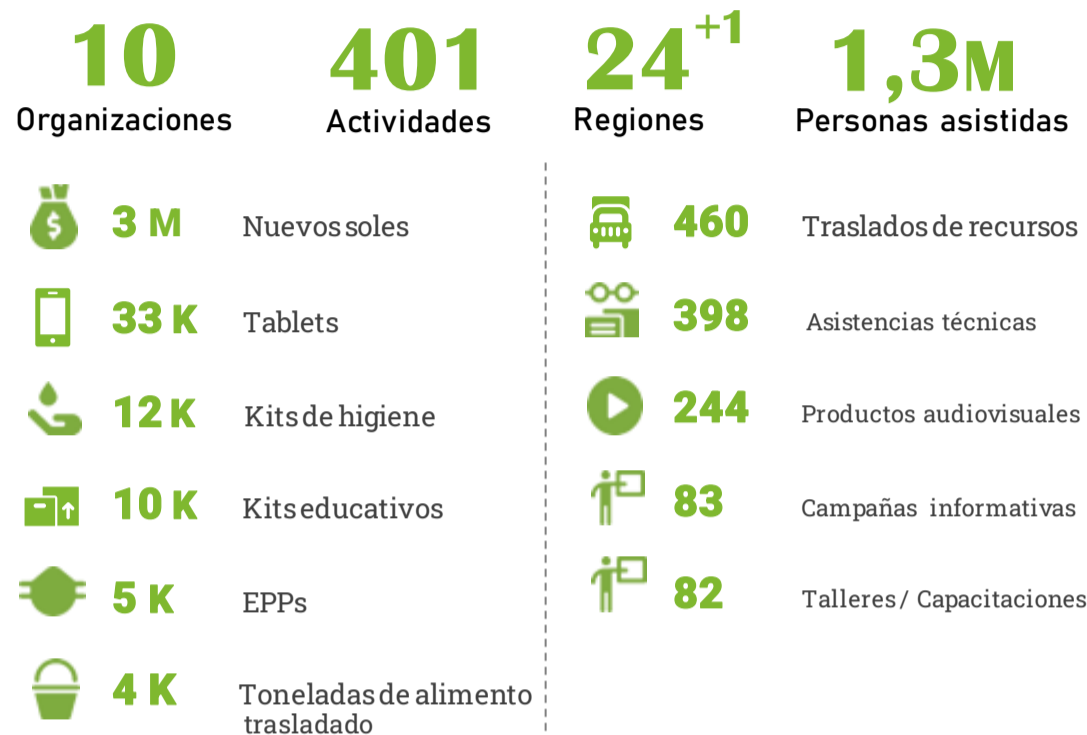 10
Organizaciones
401
Actividades
24+1
Regiones
1,3M
Personas asistidas
$
3 M Nuevos soles
33 K Tablets
12 K Kits de higiene
10 K Kits educativos
5 K EPPs
4 K Toneladas de alimento
trasladado
460 Traslados de recursos
398 Asistencias técnicas
244 Productos audiovisuales
83 Campañas informativas
82 Talleres / Capacitaciones